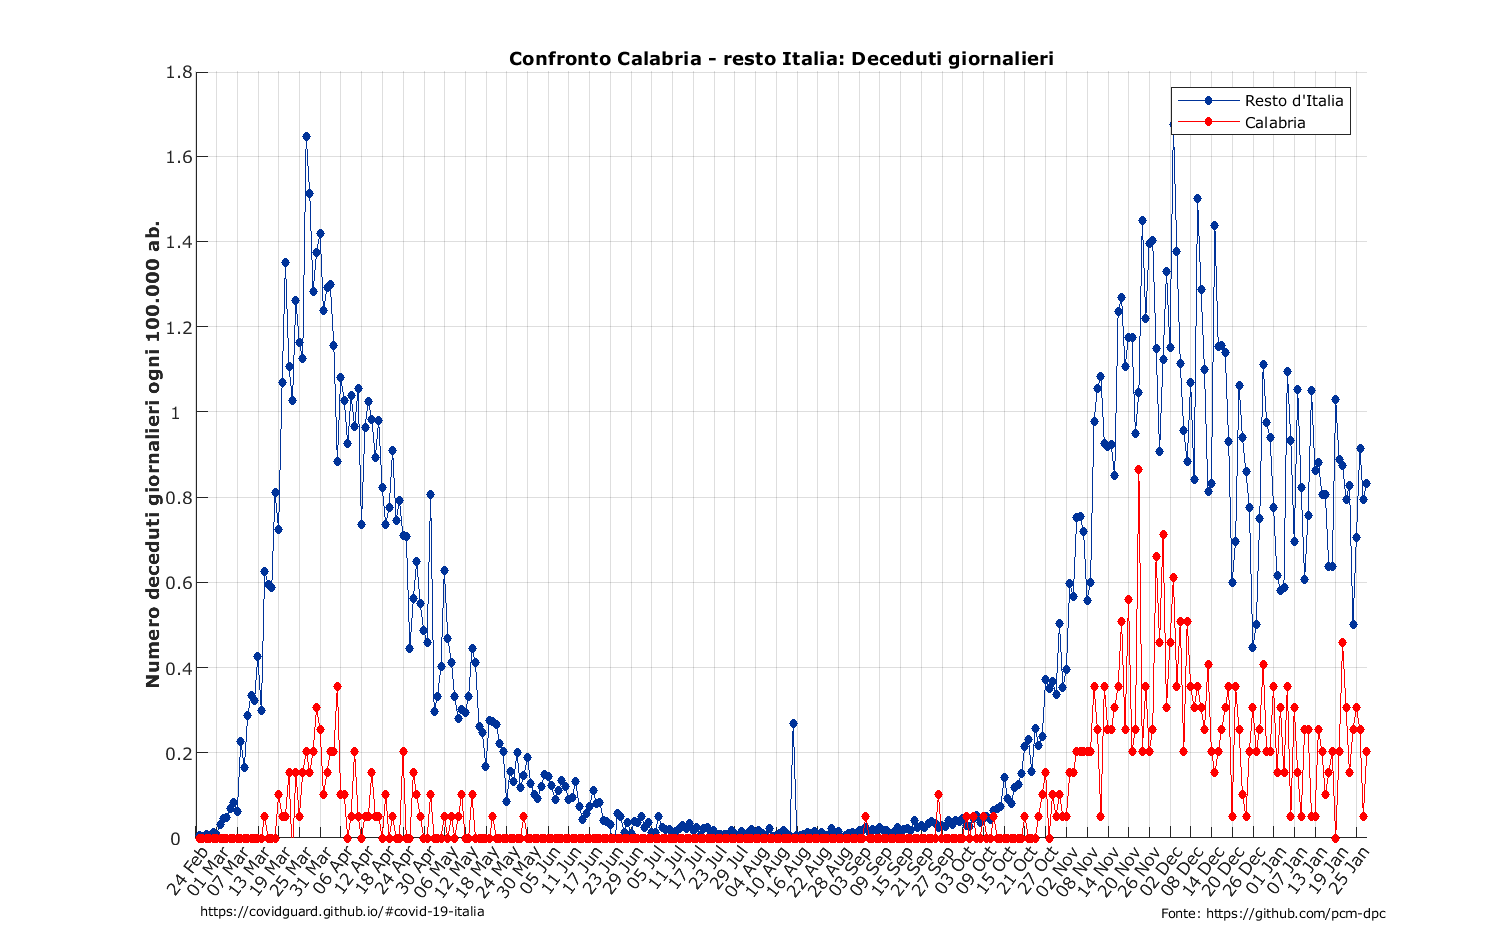 Confronto Calabria - resto Italia: Deceduti giornalieri
Resto d'Italia
Calabria
Numero deceduti giornalieri ogni 100.000 ab.
1.8
1.6
1.4
1.2
1
0.8
0.6
0.4
0.2
0
24 Feb
01 Mar
07 Mar
13 Mar
19 Mar
25 Mar
31 Mar
06 Apr
12 Apr
18 Apr
24 Apr
30 Apr
06 May
12 May
18 May
24 May
30 May
05 Jun
11 Jun
17 Jun
23 Jun
29 Jun
05 Jul
11 Jul
17 Jul
23 Jul
29 Jul
04 Aug
10 Aug
16 Aug
22 Aug
28 Aug
03 Sep
09 Sep
15 Sep
21 Sep
27 Sep
03 Oct
09 Oct
15 Oct
21 Oct
27 Oct
02 Nov
08 Nov
14 Nov
20 Nov
26 Nov
02 Dec
08 Dec
14 Dec
20 Dec
26 Dec
01 Jan
07 Jan
13 Jan
19 Jan
25 Jan
https://covidguard.github.io/#covid-19-italia
Fonte: https://github.com/pcm-dpc